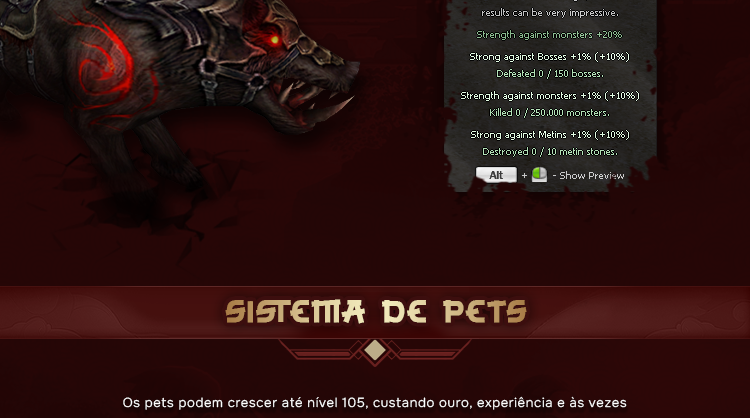 results can be very impressive.
Strength against monsters +20%
Strong against Bosses +1% (+10%)
Defeated 0 / 150 bosses.
Strength against monsters +1% (+10%)
Killed 0 / 250.000 monsters.
Strong against Metins +1% (+10%)
Destroyed 0 / 10 metin stones.
Alt + - Show Preview
SISTEMA DE PETS
Os pets podem crescer até nível 105, custando ouro, experiência e às vezes